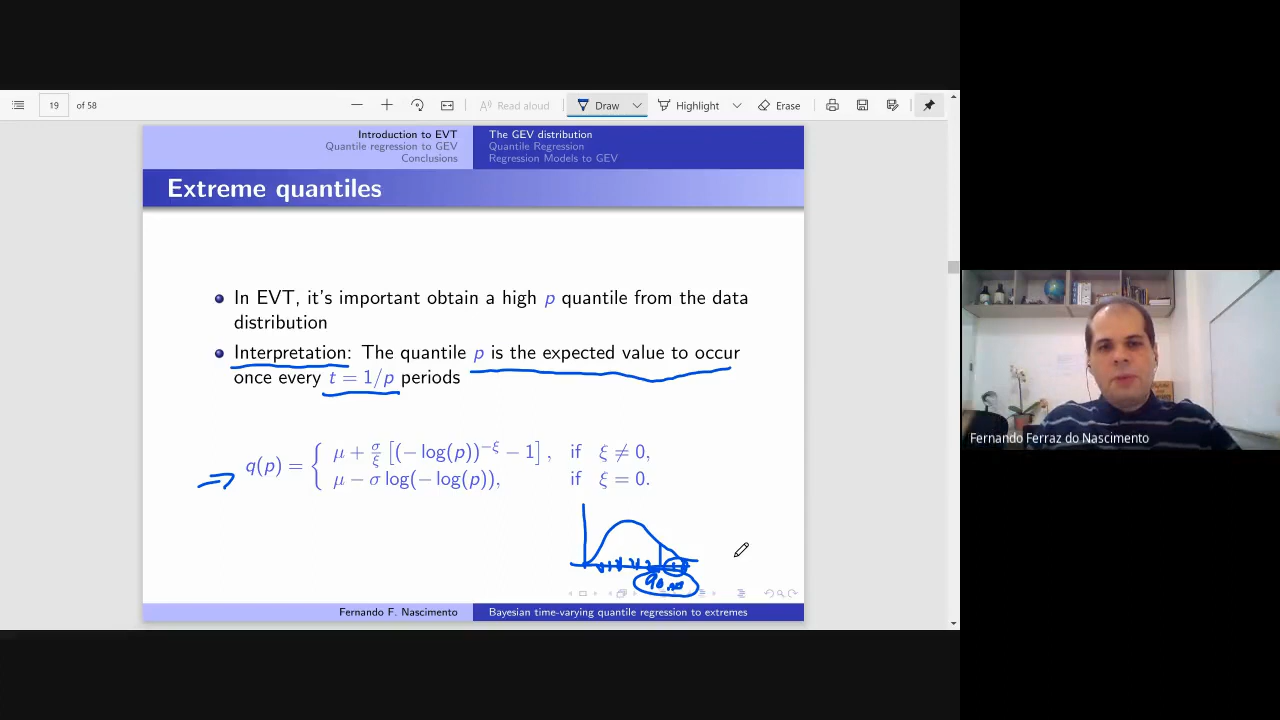 19 of 58
Read aloud
Draw
Highlight
Erase
Introduction to EVT
Quantile regression to GEV
Conclusions
The GEV distribution
Quantile Regression
Regression Models to GEV
Extreme quantiles
In EVT, it's important obtain a high p quantile from the data
distribution
Interpretation: The quantile p is the expected value to occur
once every t = 1/p periods
q(p) = { μ + σ/ξ [(− log(p))^−ξ − 1] , if ξ ≠ 0,
μ − σ log(− log(p)), if ξ = 0.
Fernando F. Nascimento
Bayesian time-varying quantile regression to extremes
Fernando Ferraz do Nascimento